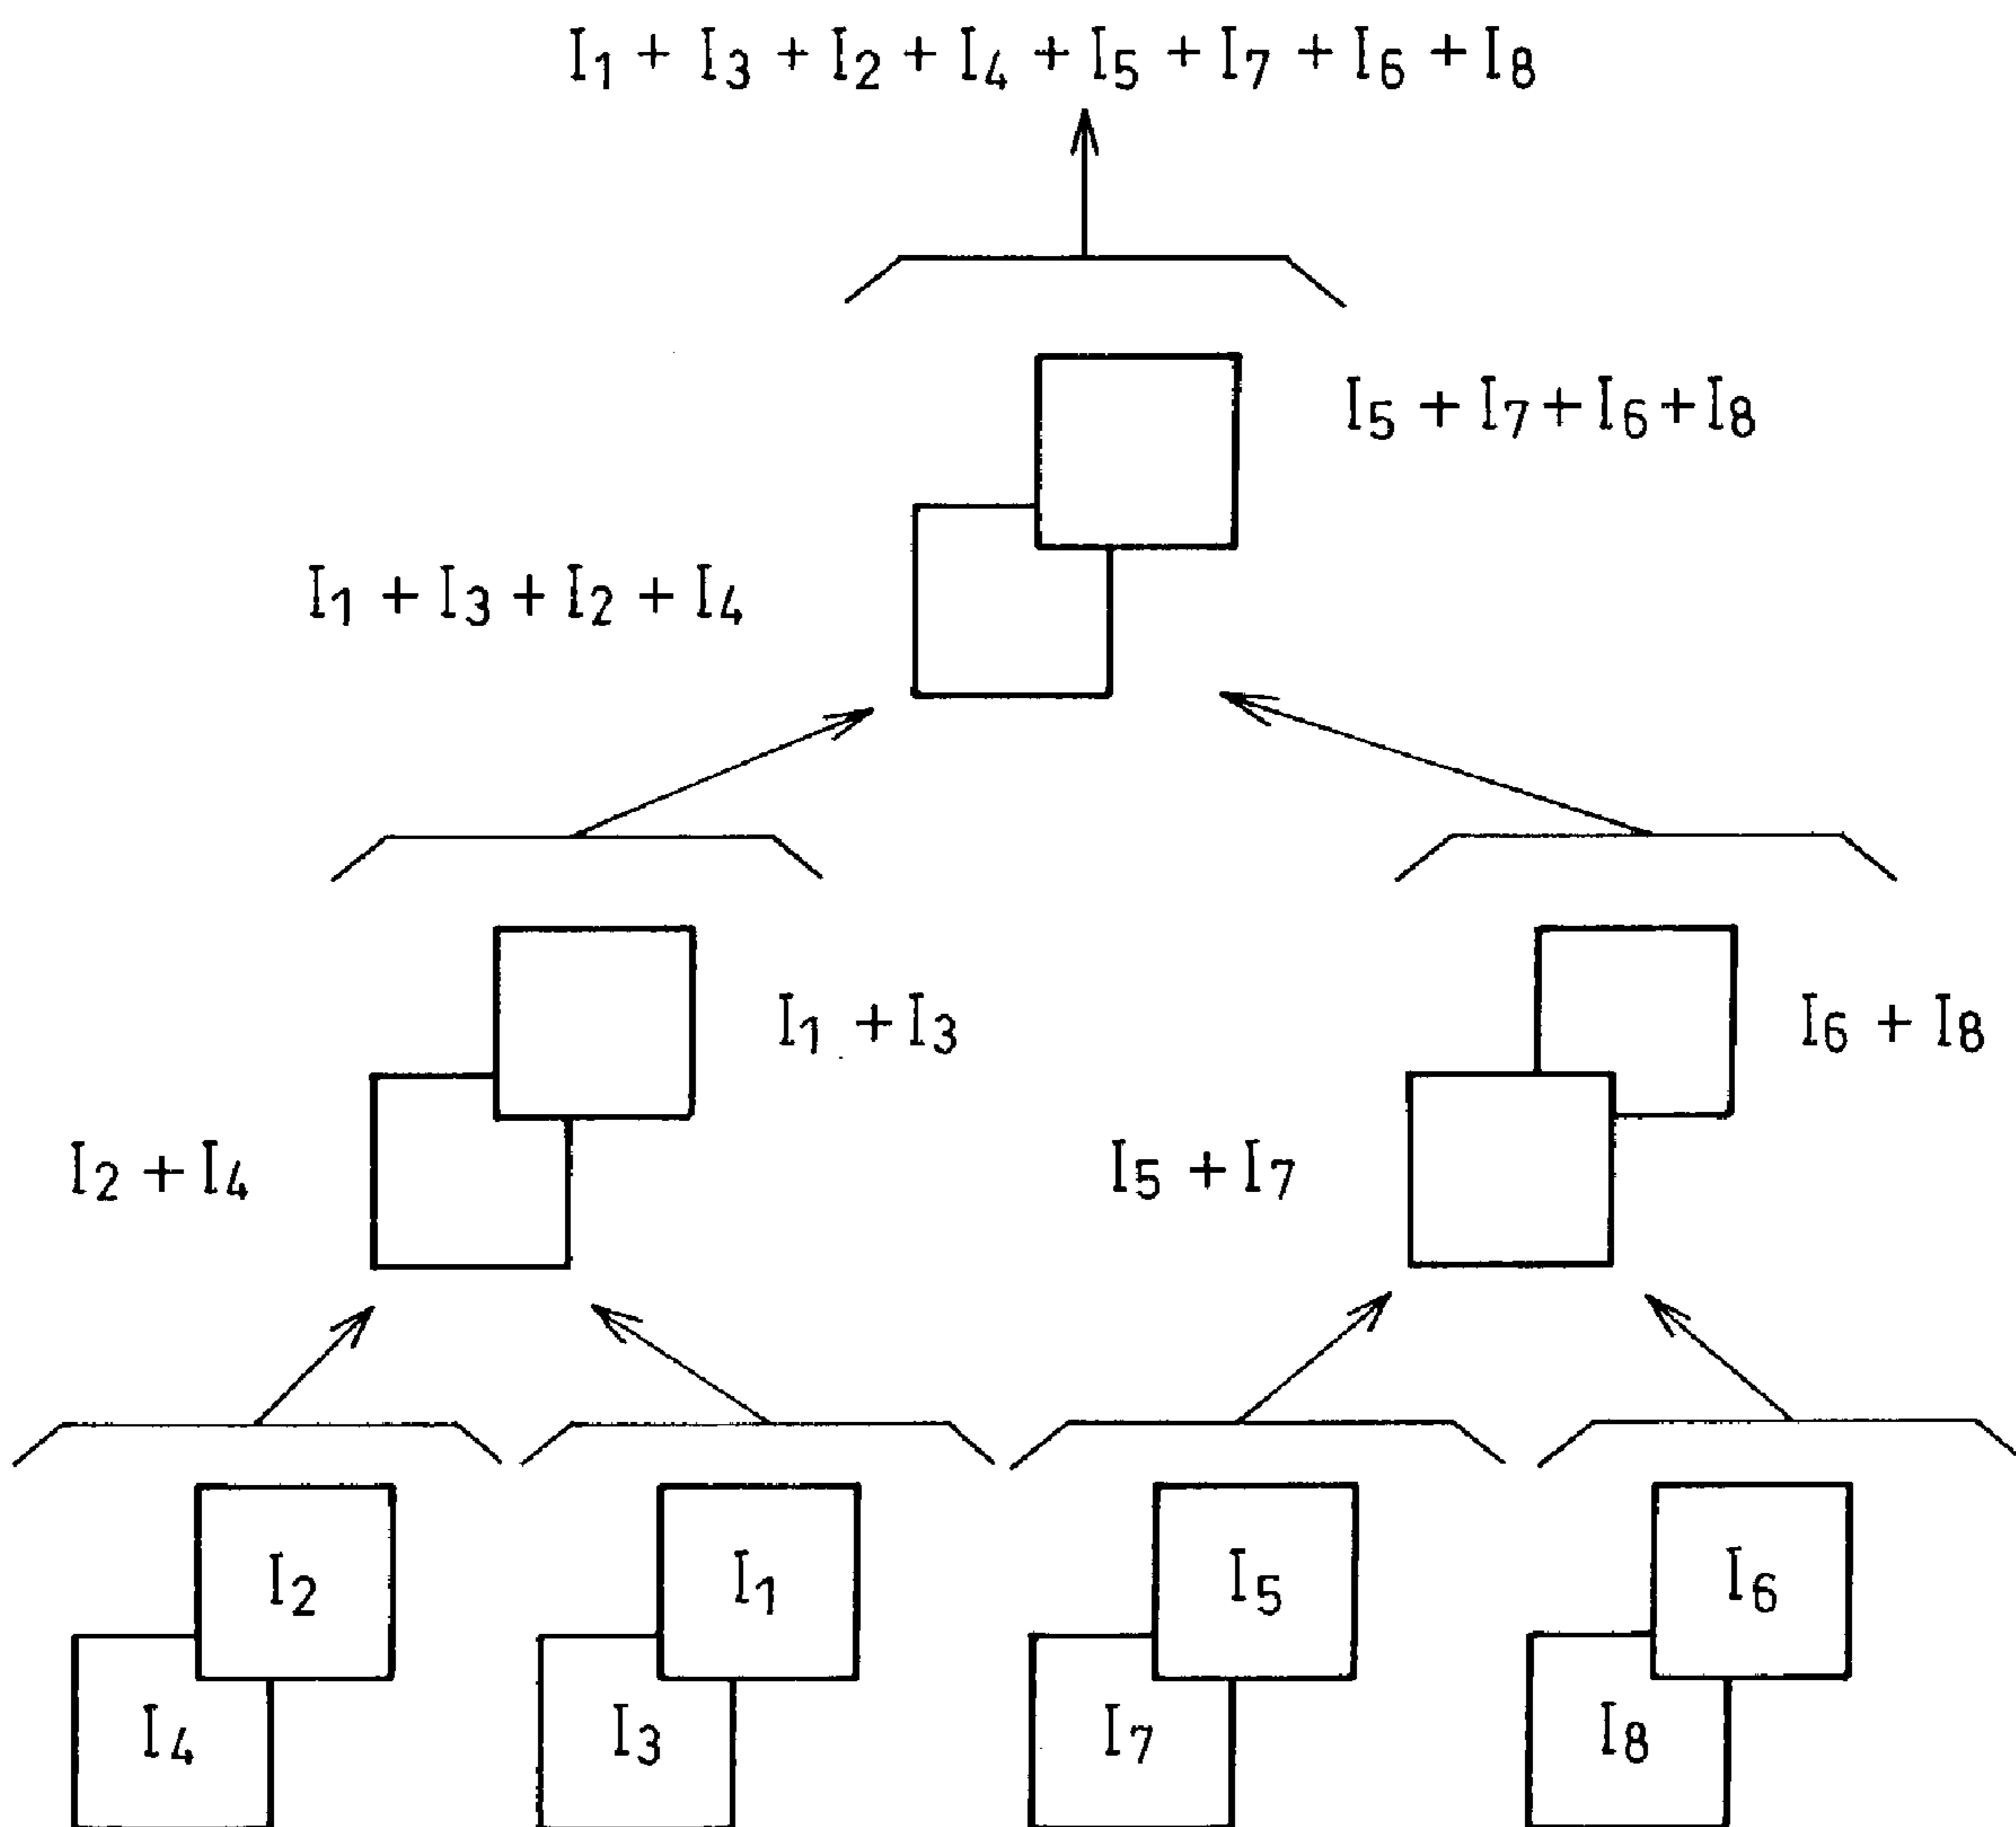 I₁ + I₃ + I₂ + I₄ + I₅ + I₇ + I₆ + I₈
I₅ + I₇ + I₆ + I₈
I₁ + I₃ + I₂ + I₄
I₁ + I₃
I₆ + I₈
I₂ + I₄
I₅ + I₇
I₂
I₁
I₅
I₆
I₄
I₃
I₇
I₈